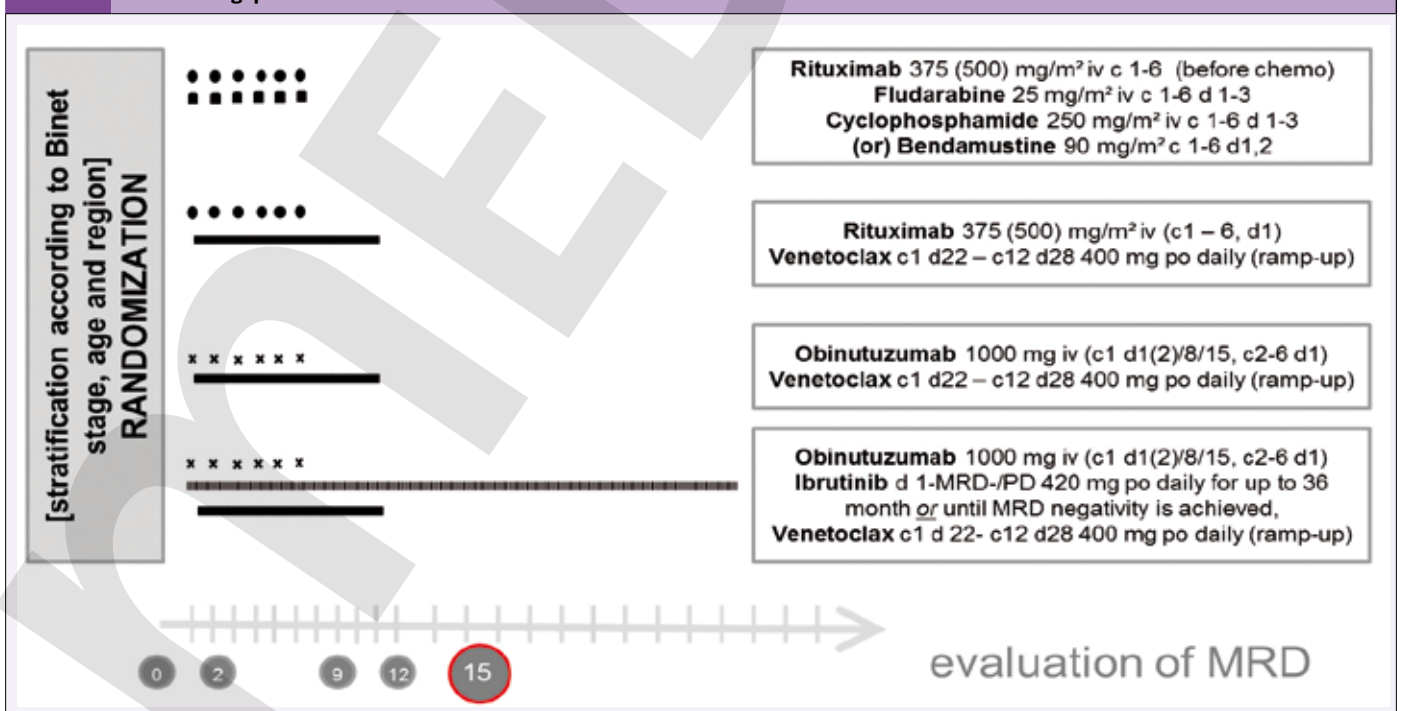 [stratification according to Binet
stage, age and region]
RANDOMIZATION
Rituximab 375 (500) mg/m² iv c 1-6 (before chemo)
Fludarabine 25 mg/m² iv c 1-6 d 1-3
Cyclophosphamide 250 mg/m² iv c 1-6 d 1-3
(or) Bendamustine 90 mg/m² c 1-6 d1,2
Rituximab 375 (500) mg/m² iv (c1 – 6, d1)
Venetoclax c1 d22 – c12 d28 400 mg po daily (ramp-up)
Obinutuzumab 1000 mg iv (c1 d1(2)/8/15, c2-6 d1)
Venetoclax c1 d22 – c12 d28 400 mg po daily (ramp-up)
Obinutuzumab 1000 mg iv (c1 d1(2)/8/15, c2-6 d1)
Ibrutinib d 1-MRD-/PD 420 mg po daily for up to 36
month or until MRD negativity is achieved,
Venetoclax c1 d 22- c12 d28 400 mg po daily (ramp-up)
0 2 9 12 15
evaluation of MRD